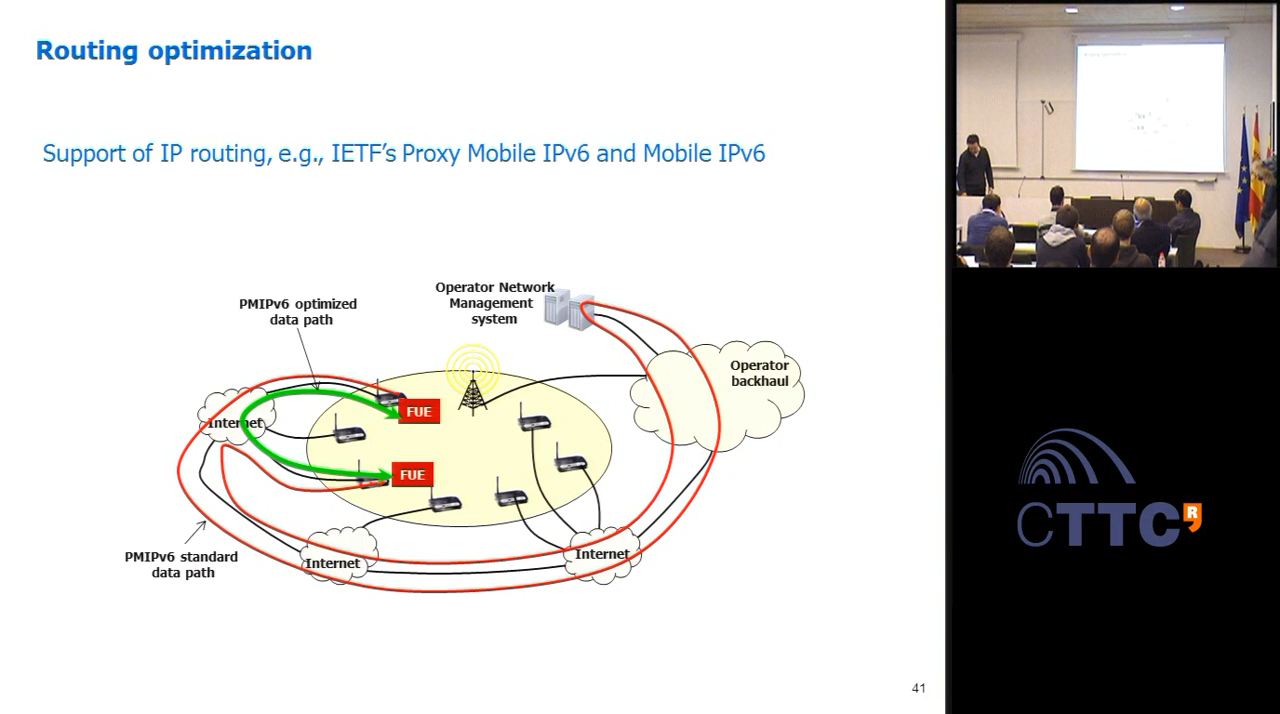 Routing optimization
Support of IP routing, e.g., IETF’s Proxy Mobile IPv6 and Mobile IPv6
PMIPv6 optimized
data path
Operator Network
Management
system
Operator
backhaul
Internet
FUE
FUE
PMIPv6 standard
data path
Internet
Internet
41
CTTC
R